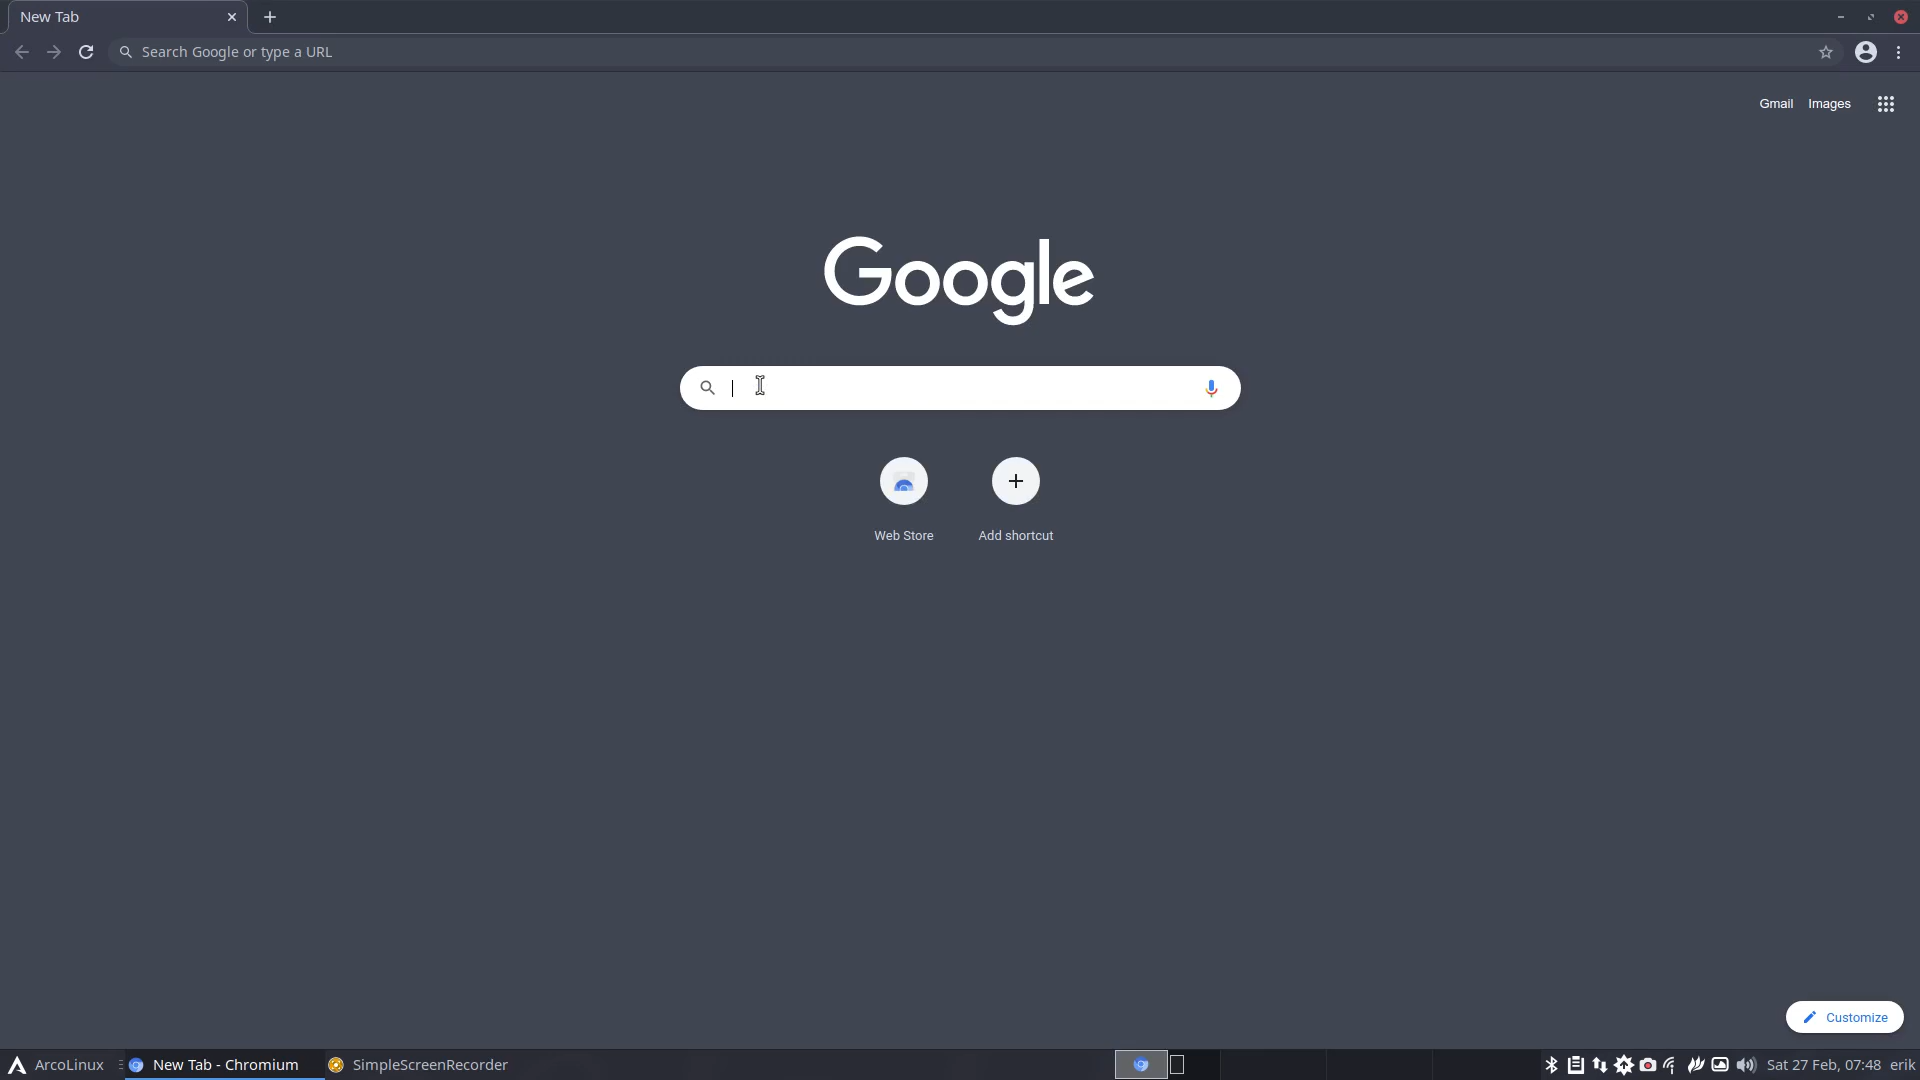 New Tab
Search Google or type a URL
Gmail Images
Google
Web Store Add shortcut
Customize
ArcoLinux New Tab - Chromium SimpleScreenRecorder Sat 27 Feb, 07:48 erik